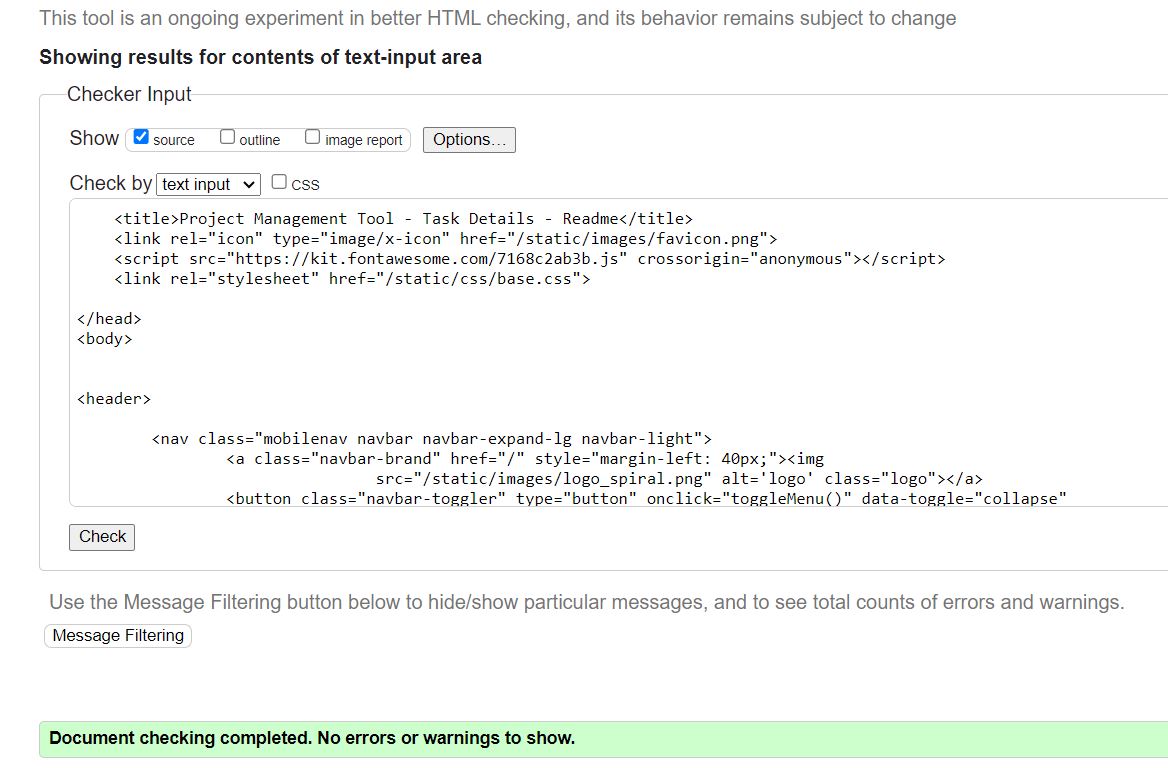 This tool is an ongoing experiment in better HTML checking, and its behavior remains subject to change
Showing results for contents of text-input area
Checker Input
Show source outline image report Options...
Check by text input CSS
<title>Project Management Tool - Task Details - Readme</title>
<link rel="icon" type="image/x-icon" href="/static/images/favicon.png">
<script src="https://kit.fontawesome.com/7168c2ab3b.js" crossorigin="anonymous"></script>
<link rel="stylesheet" href="/static/css/base.css">
</head>
<body>
<header>
<nav class="mobilenav navbar navbar-expand-lg navbar-light">
<a class="navbar-brand" href="/" style="margin-left: 40px;"><img
src="/static/images/logo_spiral.png" alt='logo' class="logo"></a>
<button class="navbar-toggler" type="button" onclick="toggleMenu()" data-toggle="collapse"
Check
Use the Message Filtering button below to hide/show particular messages, and to see total counts of errors and warnings.
Message Filtering
Document checking completed. No errors or warnings to show.